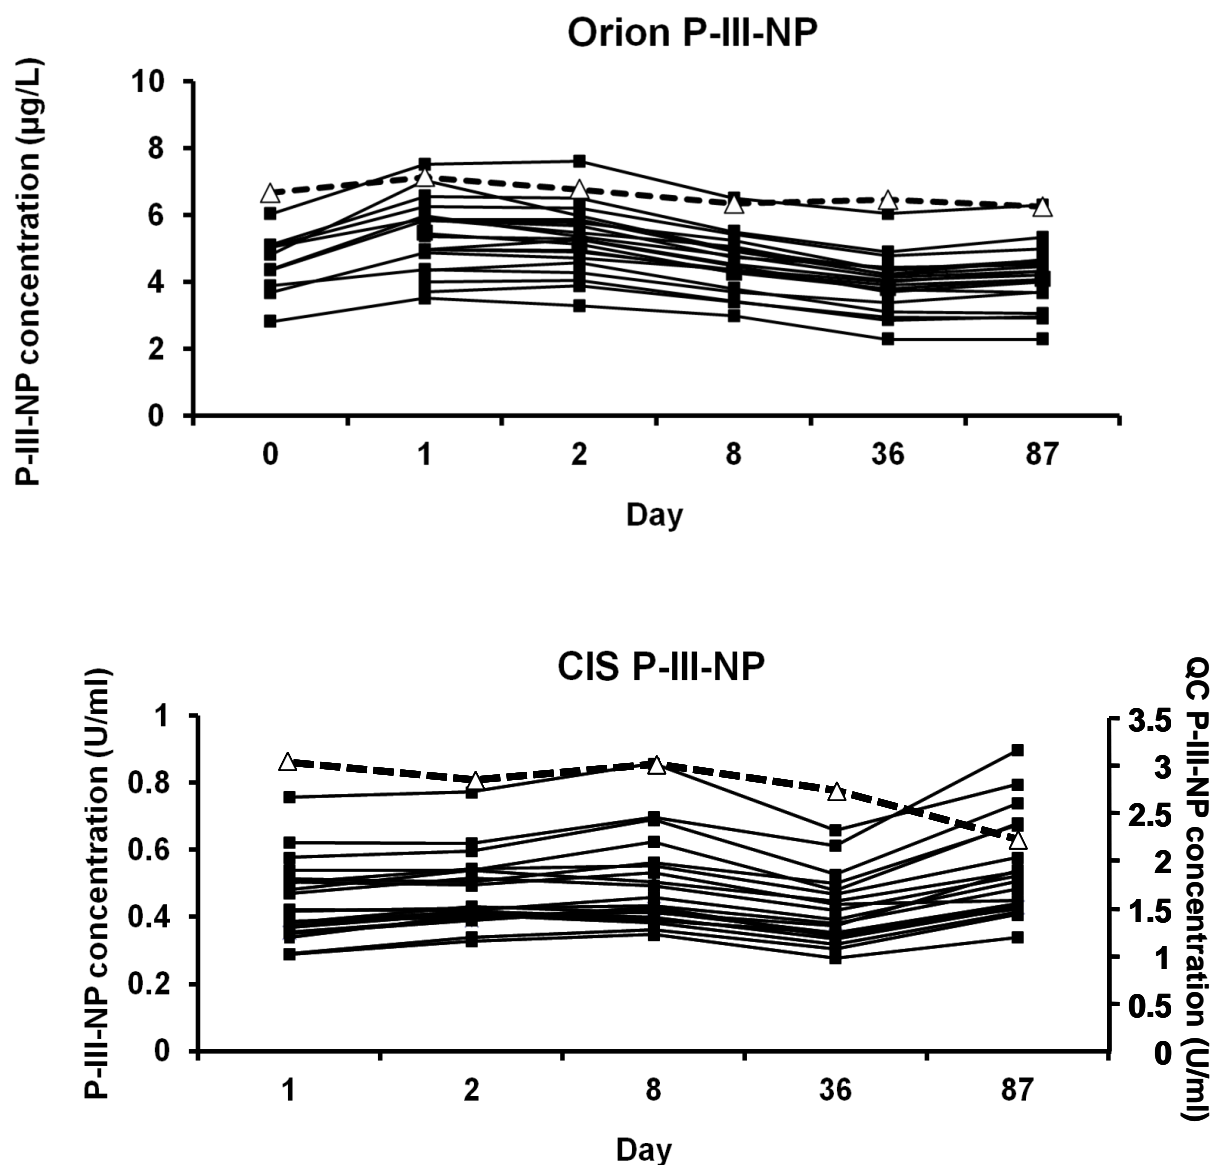 Orion P-III-NP
P-III-NP concentration (µg/L)
10
8
6
4
2
0
0 1 2 8 36 87
Day
CIS P-III-NP
P-III-NP concentration (U/ml)
1
0.8
0.6
0.4
0.2
0
QC P-III-NP concentration (U/ml)
3.5
3
2.5
2
1.5
1
0.5
0
1 2 8 36 87
Day